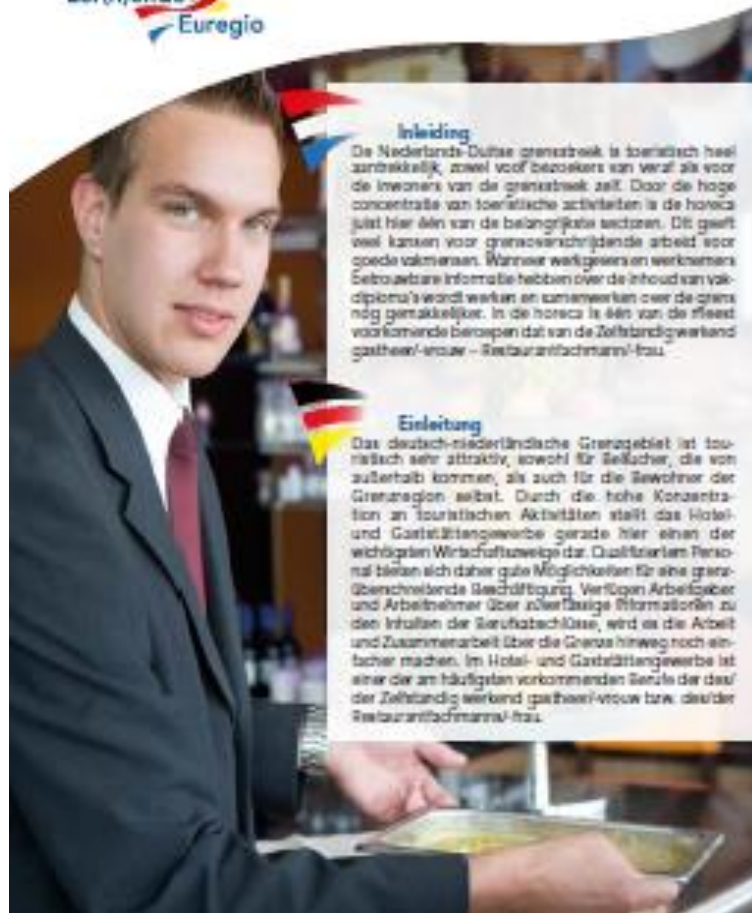 Euregio
Inleiding
De Nederlands-Duitse grensstreek is toeristisch heel
aantrekkelijk, zowel voor bezoekers van veraf als voor
de inwoners van de grensstreek zelf. Door de hoge
concentratie van toeristische activiteiten is de horeca
juist hier één van de belangrijkste sectoren. Dit geeft
veel kansen voor grensoverschrijdende arbeid voor
goede vakmensen. Wanneer werkgevers en werknemers
betrouwbare informatie hebben over de inhoud van vak-
diploma's wordt werken en samenwerken over de grens
nog gemakkelijker. In de horeca is één van de meest
voorkomende beroepen dat van de Zelfstandig werkend
gastheer/-vrouw – Restaurantfachmann/-frau.
Einleitung
Das deutsch-niederländische Grenzgebiet ist tou-
ristisch sehr attraktiv, sowohl für Besucher, die von
außerhalb kommen, als auch für die Bewohner der
Grenzregion selbst. Durch die hohe Konzentra-
tion an touristischen Aktivitäten stellt das Hotel-
und Gaststättengewerbe gerade hier einen der
wichtigsten Wirtschaftszweige dar. Qualifiziertem Perso-
nal bieten sich daher gute Möglichkeiten für eine grenz-
überschreitende Beschäftigung. Verfügen Arbeitgeber
und Arbeitnehmer über zuverlässige Informationen zu
den Inhalten der Berufsabschlüsse, wird es die Arbeit
und Zusammenarbeit über die Grenze hinweg noch ein-
facher machen. Im Hotel- und Gaststättengewerbe ist
einer der am häufigsten vorkommenden Berufe der des/
der Zelfstandig werkend gastheer/-vrouw bzw. des/der
Restaurantfachmanns/-frau.